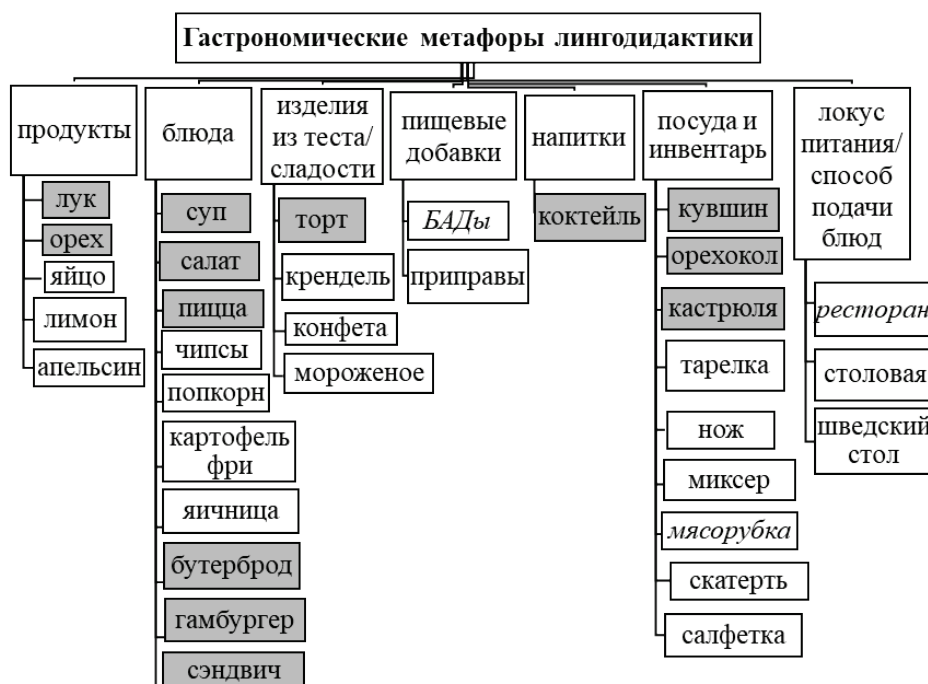 Гастрономические метафоры лингодидактики
продукты
лук
орех
яйцо
лимон
апельсин
блюда
суп
салат
пицца
чипсы
попкорн
картофель
фри
яичница
бутерброд
гамбургер
сэндвич
изделия
из теста/
сладости
торт
крендель
конфета
мороженое
пищевые
добавки
БАДы
приправы
напитки
коктейль
посуда и
инвентарь
кувшин
орехокол
кастрюля
тарелка
нож
миксер
мясорубка
скатерть
салфетка
локус
питания/
способ
подачи
блюд
ресторан
столовая
шведский
стол